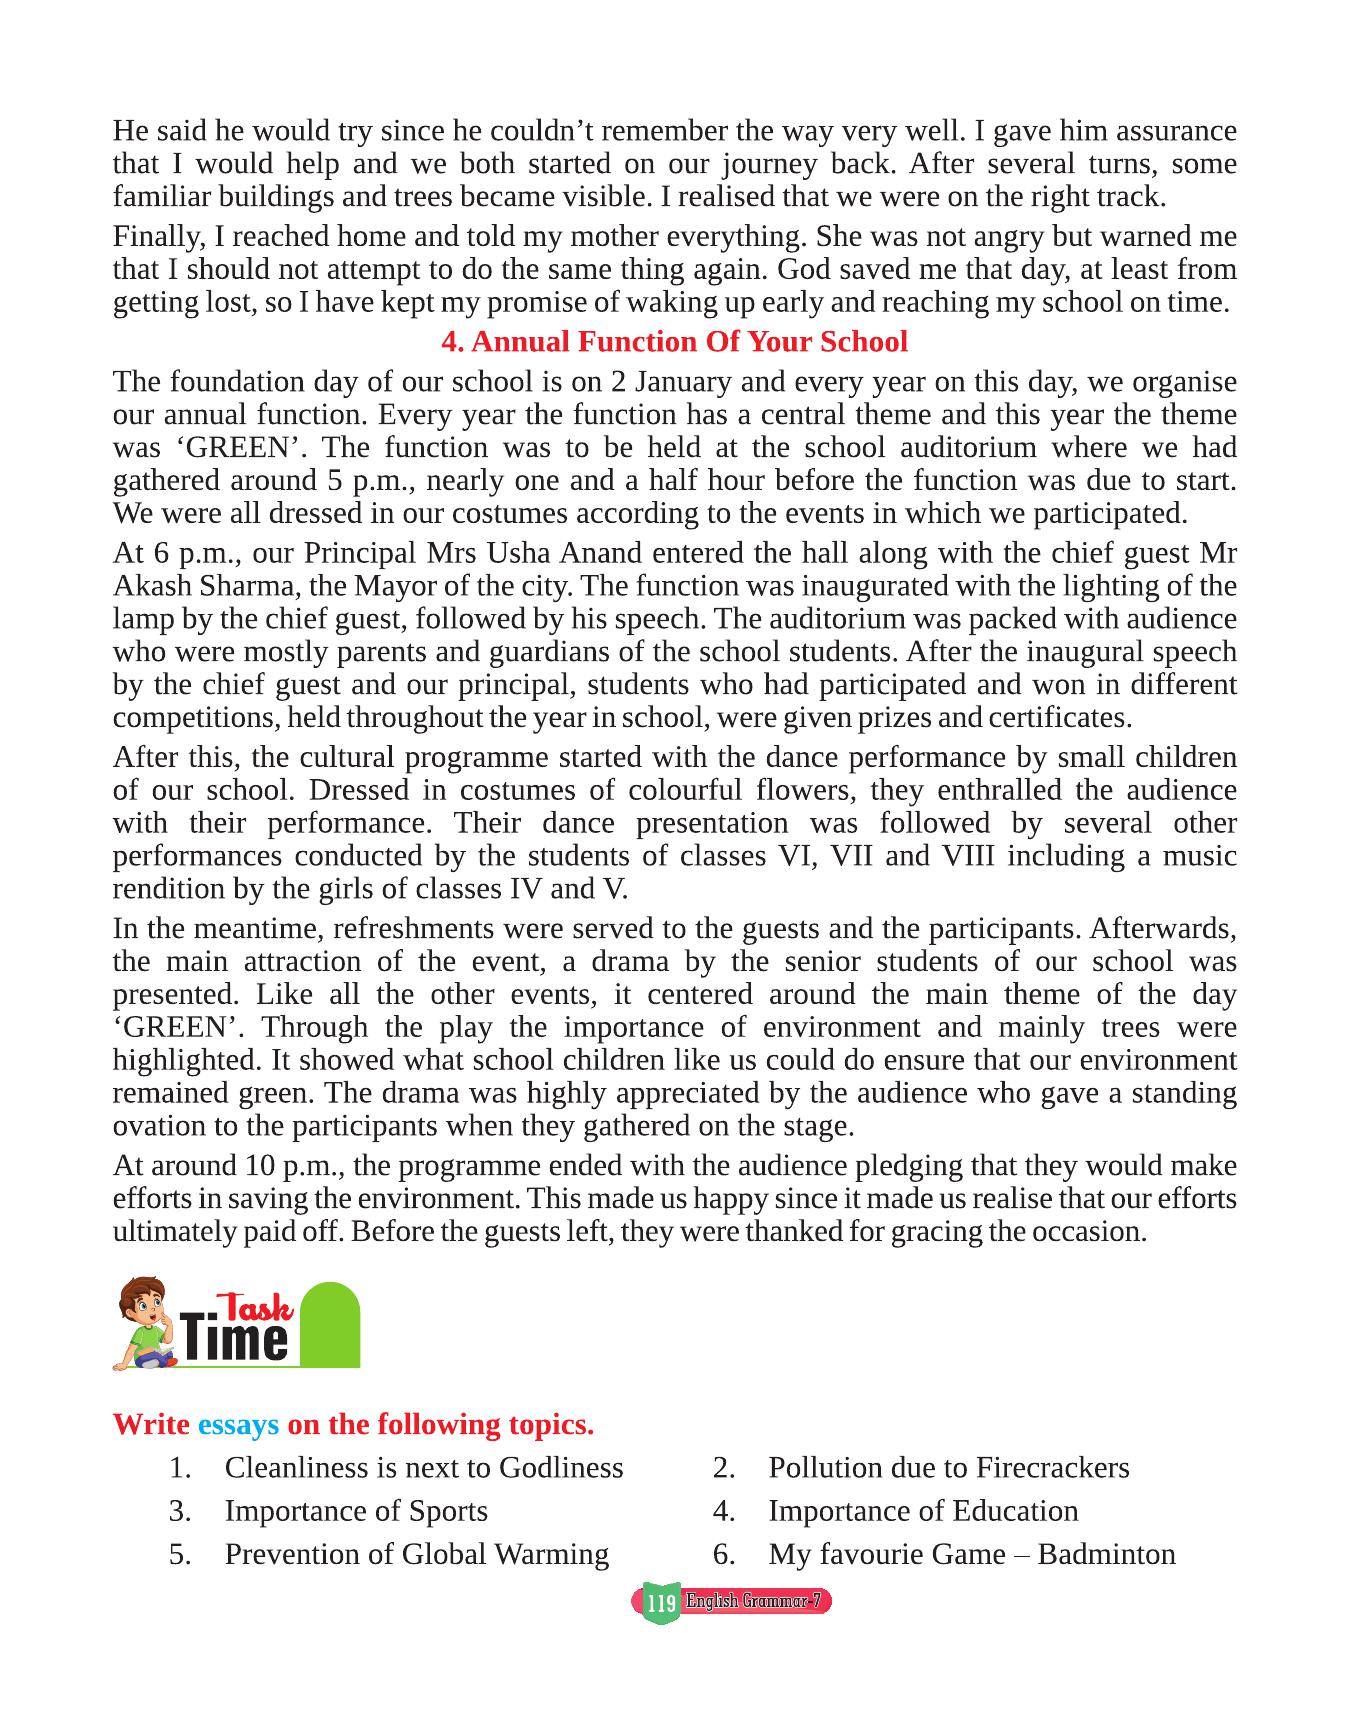 He said he would try since he couldn’t remember the way very well. I gave him assurance
that I would help and we both started on our journey back. After several turns, some
familiar buildings and trees became visible. I realised that we were on the right track.
Finally, I reached home and told my mother everything. She was not angry but warned me
that I should not attempt to do the same thing again. God saved me that day, at least from
getting lost, so I have kept my promise of waking up early and reaching my school on time.
4. Annual Function Of Your School
The foundation day of our school is on 2 January and every year on this day, we organise
our annual function. Every year the function has a central theme and this year the theme
was ‘GREEN’. The function was to be held at the school auditorium where we had
gathered around 5 p.m., nearly one and a half hour before the function was due to start.
We were all dressed in our costumes according to the events in which we participated.
At 6 p.m., our Principal Mrs Usha Anand entered the hall along with the chief guest Mr
Akash Sharma, the Mayor of the city. The function was inaugurated with the lighting of the
lamp by the chief guest, followed by his speech. The auditorium was packed with audience
who were mostly parents and guardians of the school students. After the inaugural speech
by the chief guest and our principal, students who had participated and won in different
competitions, held throughout the year in school, were given prizes and certificates.
After this, the cultural programme started with the dance performance by small children
of our school. Dressed in costumes of colourful flowers, they enthralled the audience
with their performance. Their dance presentation was followed by several other
performances conducted by the students of classes VI, VII and VIII including a music
rendition by the girls of classes IV and V.
In the meantime, refreshments were served to the guests and the participants. Afterwards,
the main attraction of the event, a drama by the senior students of our school was
presented. Like all the other events, it centered around the main theme of the day
‘GREEN’. Through the play the importance of environment and mainly trees were
highlighted. It showed what school children like us could do ensure that our environment
remained green. The drama was highly appreciated by the audience who gave a standing
ovation to the participants when they gathered on the stage.
At around 10 p.m., the programme ended with the audience pledging that they would make
efforts in saving the environment. This made us happy since it made us realise that our efforts
ultimately paid off. Before the guests left, they were thanked for gracing the occasion.
Task
Time
Write essays on the following topics.
1. Cleanliness is next to Godliness 2. Pollution due to Firecrackers
3. Importance of Sports 4. Importance of Education
5. Prevention of Global Warming 6. My favourie Game – Badminton
119 English Grammar-7